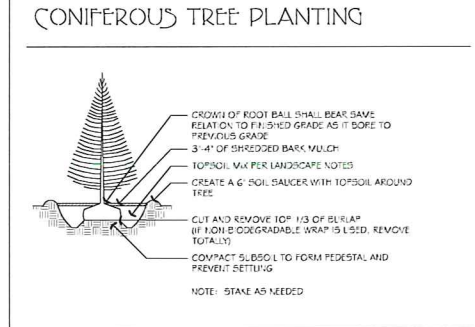 CONIFEROUS TREE PLANTING
CROWN OF ROOT BALL SHALL BEAR SAME
RELATION TO FINISHED GRADE AS IT BORE TO
PREVIOUS GRADE
3"-4" OF SHREDDED BARK MULCH
TOPSOIL MIX PER LANDSCAPE NOTES
CREATE A 6" SOIL SAUCER WITH TOPSOIL AROUND
TREE
CUT AND REMOVE TOP 1/3 OF BURLAP
(IF NON-BIODEGRADABLE WRAP IS USED, REMOVE
TOTALLY)
COMPACT SUBSOIL TO FORM PEDESTAL AND
PREVENT SETTLING
NOTE: STAKE AS NEEDED